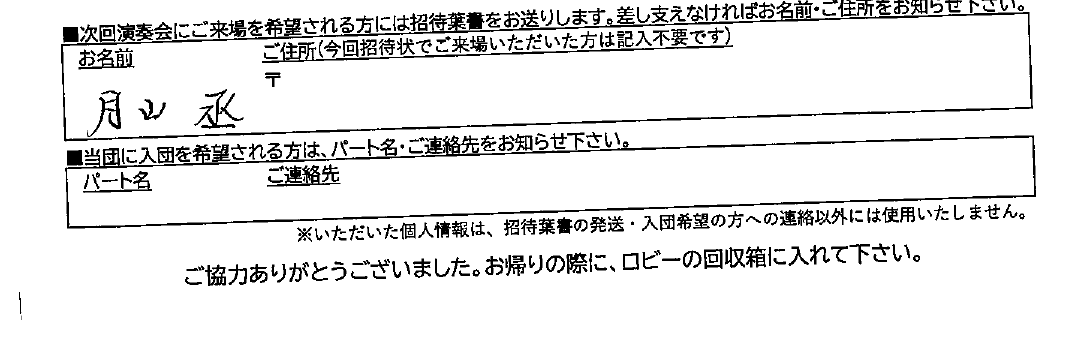 ■次回演奏会にご来場を希望される方には招待葉書をお送りします。差し支えなければお名前・ご住所をお知らせ下さい。
お名前 ご住所(今回招待状でご来場いただいた方は記入不要です)
〒
月山 丞
■当団に入団を希望される方は、パート名・ご連絡先をお知らせ下さい。
パート名 ご連絡先
※いただいた個人情報は、招待葉書の発送・入団希望の方への連絡以外には使用いたしません。
ご協力ありがとうございました。お帰りの際に、ロビーの回収箱に入れて下さい。